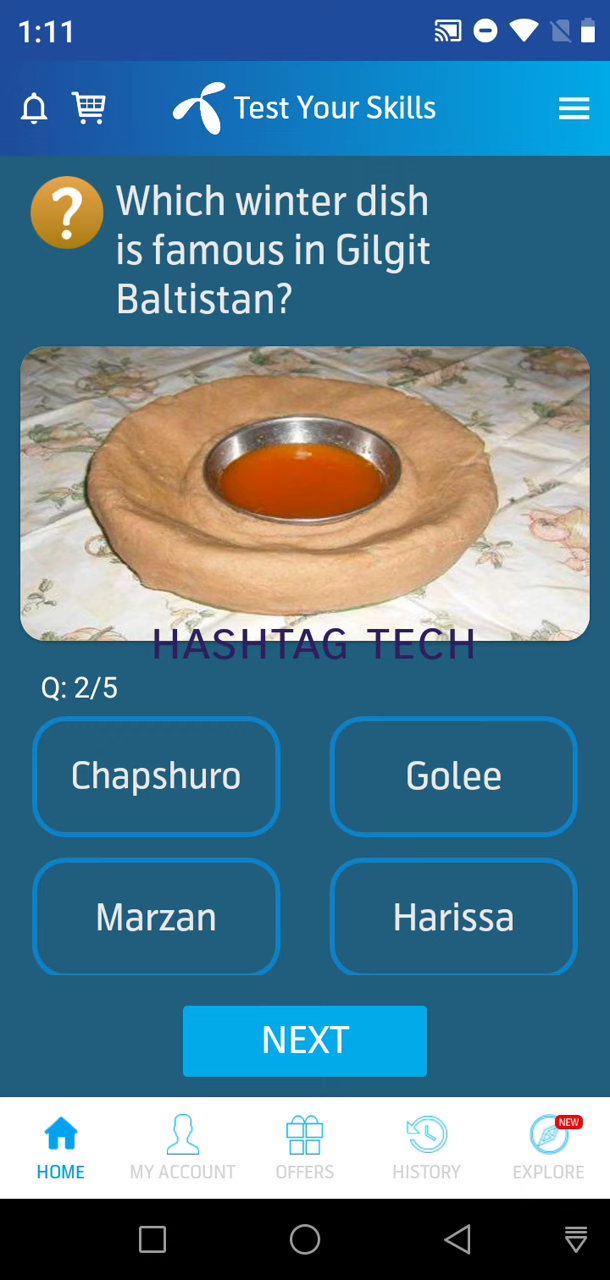 1:11
Test Your Skills
?
Which winter dish
is famous in Gilgit
Baltistan?
HASHTAG TECH
Q: 2/5
Chapshuro
Golee
Marzan
Harissa
NEXT
NEW
HOME
MY ACCOUNT
OFFERS
HISTORY
EXPLORE